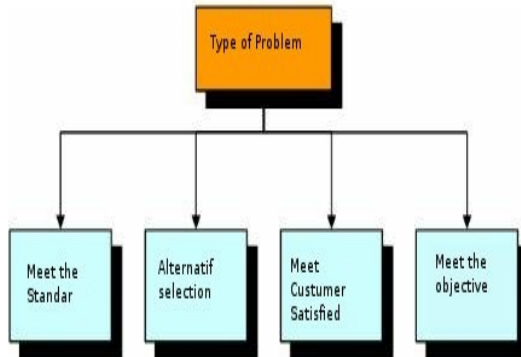 Type of Problem
Meet the
Standar
Alternatif
selection
Meet
Custumer
Satisfied
Meet the
objective